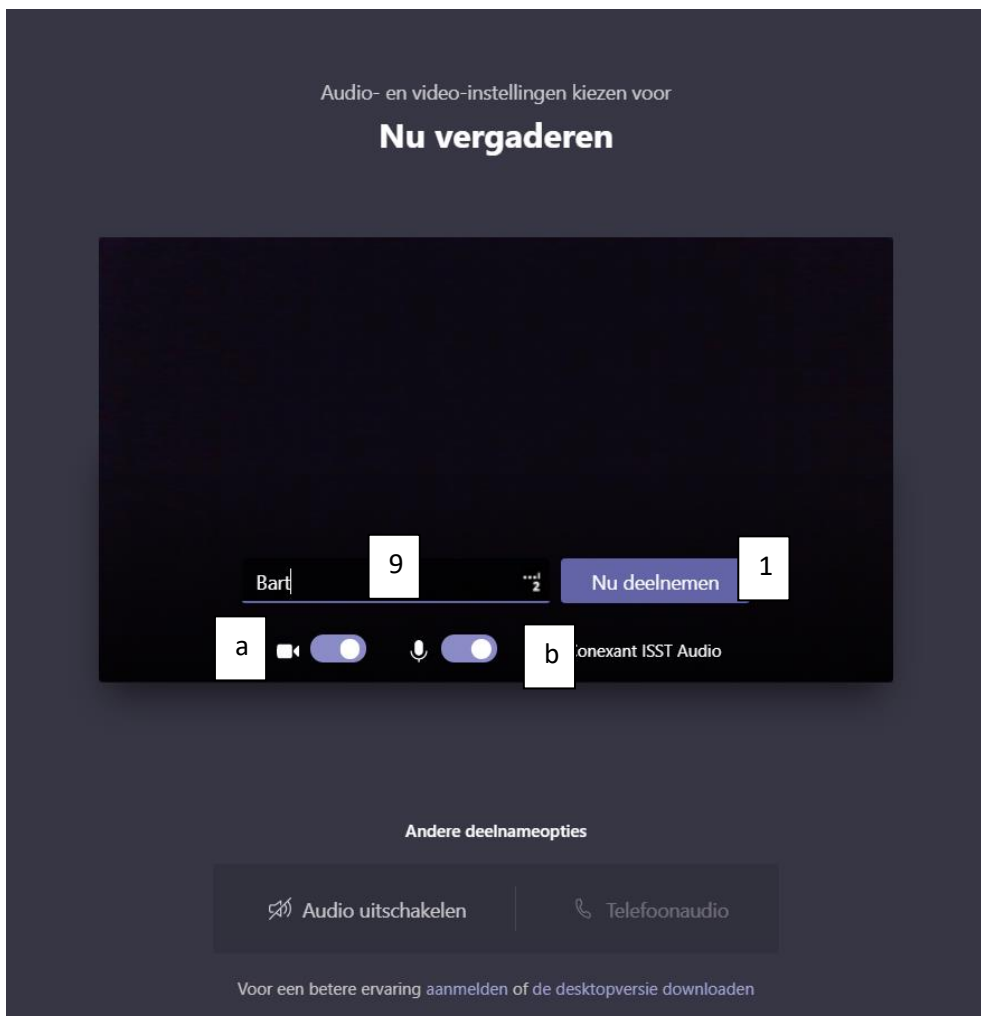 Audio- en video-instellingen kiezen voor
Nu vergaderen
Bart 9 Nu deelnemen 1
a b onexant ISST Audio
Andere deelnameopties
Audio uitschakelen Telefoonaudio
Voor een betere ervaring aanmelden of de desktopversie downloaden